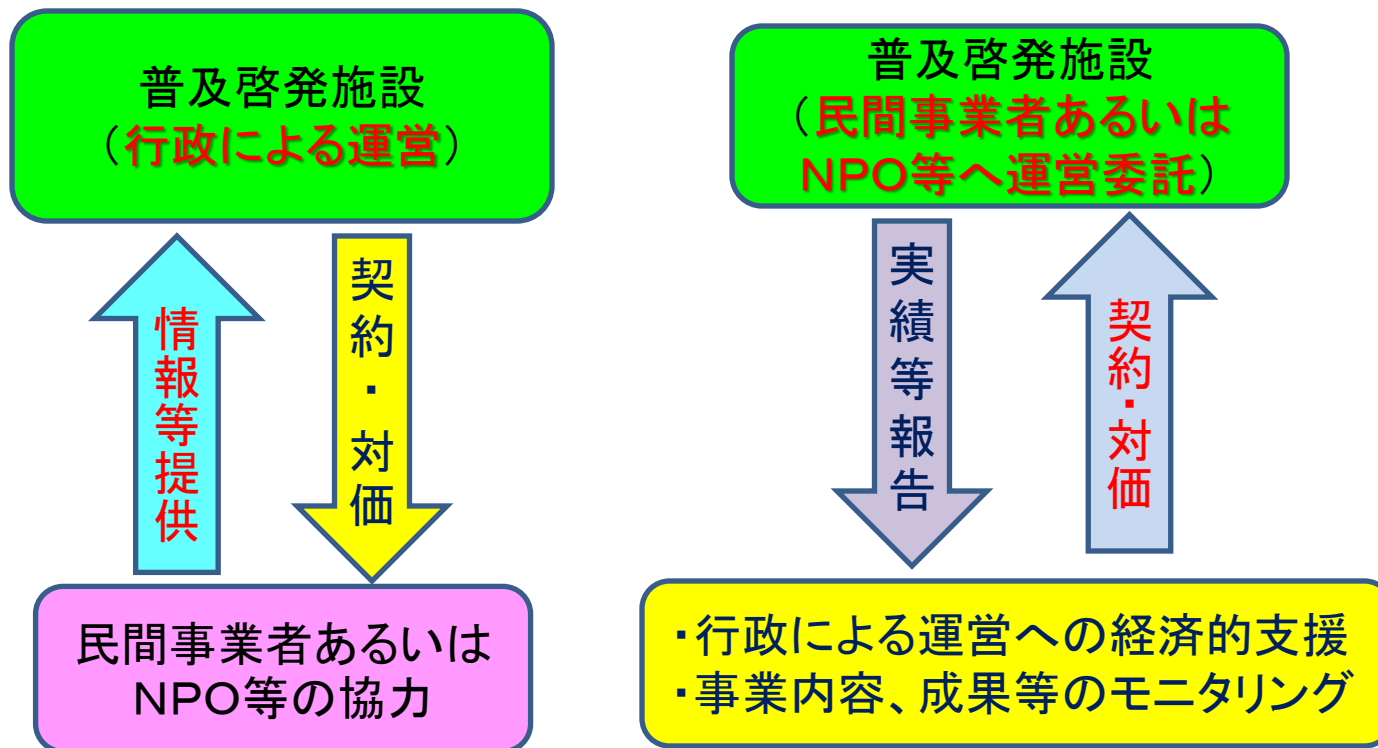 普及啓発施設
（行政による運営）
情報等提供
契約・対価
民間事業者あるいは
NPO等の協力
普及啓発施設
（民間事業者あるいは
NPO等へ運営委託）
実績等報告
契約・対価
・行政による運営への経済的支援
・事業内容、成果等のモニタリング